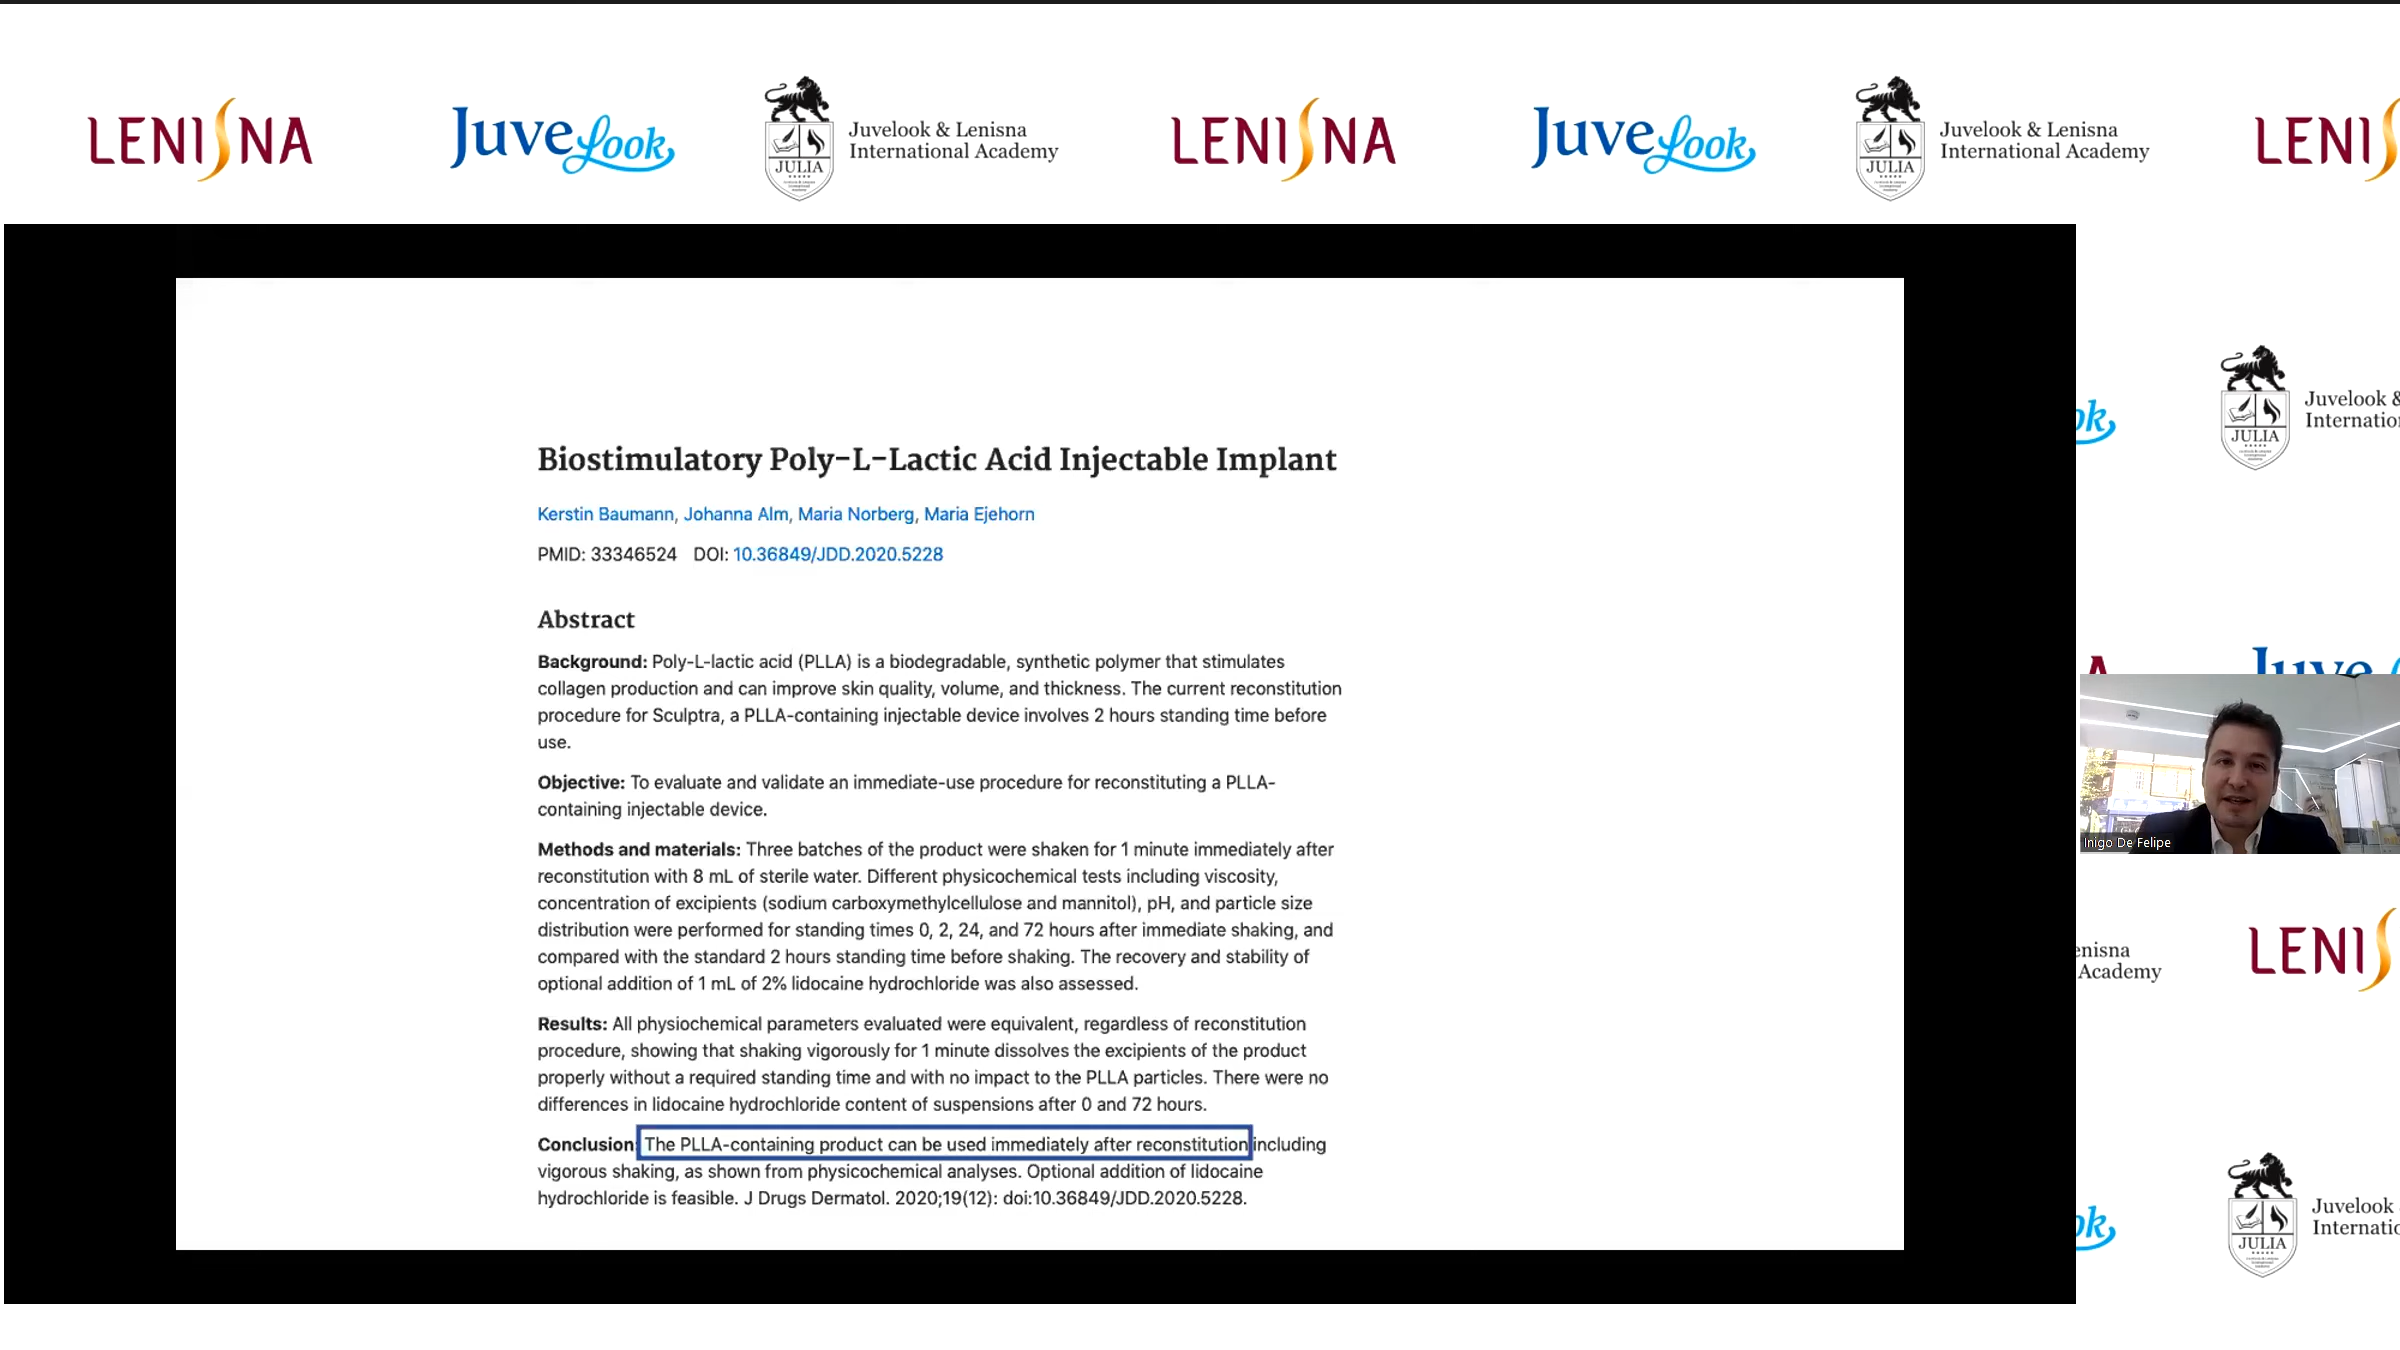 LENISNA
JuveLook
JULIA
Juvelook & Lenisna
International Academy
LENISNA
JuveLook
JULIA
Juvelook & Lenisna
International Academy
LENIS
Biostimulatory Poly-L-Lactic Acid Injectable Implant
Kerstin Baumann, Johanna Alm, Maria Norberg, Maria Ejehorn
PMID: 33346524 DOI: 10.36849/JDD.2020.5228
Abstract
Background: Poly-L-lactic acid (PLLA) is a biodegradable, synthetic polymer that stimulates
collagen production and can improve skin quality, volume, and thickness. The current reconstitution
procedure for Sculptra, a PLLA-containing injectable device involves 2 hours standing time before
use.
Objective: To evaluate and validate an immediate-use procedure for reconstituting a PLLA-
containing injectable device.
Methods and materials: Three batches of the product were shaken for 1 minute immediately after
reconstitution with 8 mL of sterile water. Different physicochemical tests including viscosity,
concentration of excipients (sodium carboxymethylcellulose and mannitol), pH, and particle size
distribution were performed for standing times 0, 2, 24, and 72 hours after immediate shaking, and
compared with the standard 2 hours standing time before shaking. The recovery and stability of
optional addition of 1 mL of 2% lidocaine hydrochloride was also assessed.
Results: All physiochemical parameters evaluated were equivalent, regardless of reconstitution
procedure, showing that shaking vigorously for 1 minute dissolves the excipients of the product
properly without a required standing time and with no impact to the PLLA particles. There were no
differences in lidocaine hydrochloride content of suspensions after 0 and 72 hours.
Conclusion: The PLLA-containing product can be used immediately after reconstitution including
vigorous shaking, as shown from physicochemical analyses. Optional addition of lidocaine
hydrochloride is feasible. J Drugs Dermatol. 2020;19(12): doi:10.36849/JDD.2020.5228.
ok
JULIA
Juvelook &
Internatio
A
Juve
Inigo De Felipe
enisna
Academy
LENIS
ok
JULIA
Juvelook
Internatio